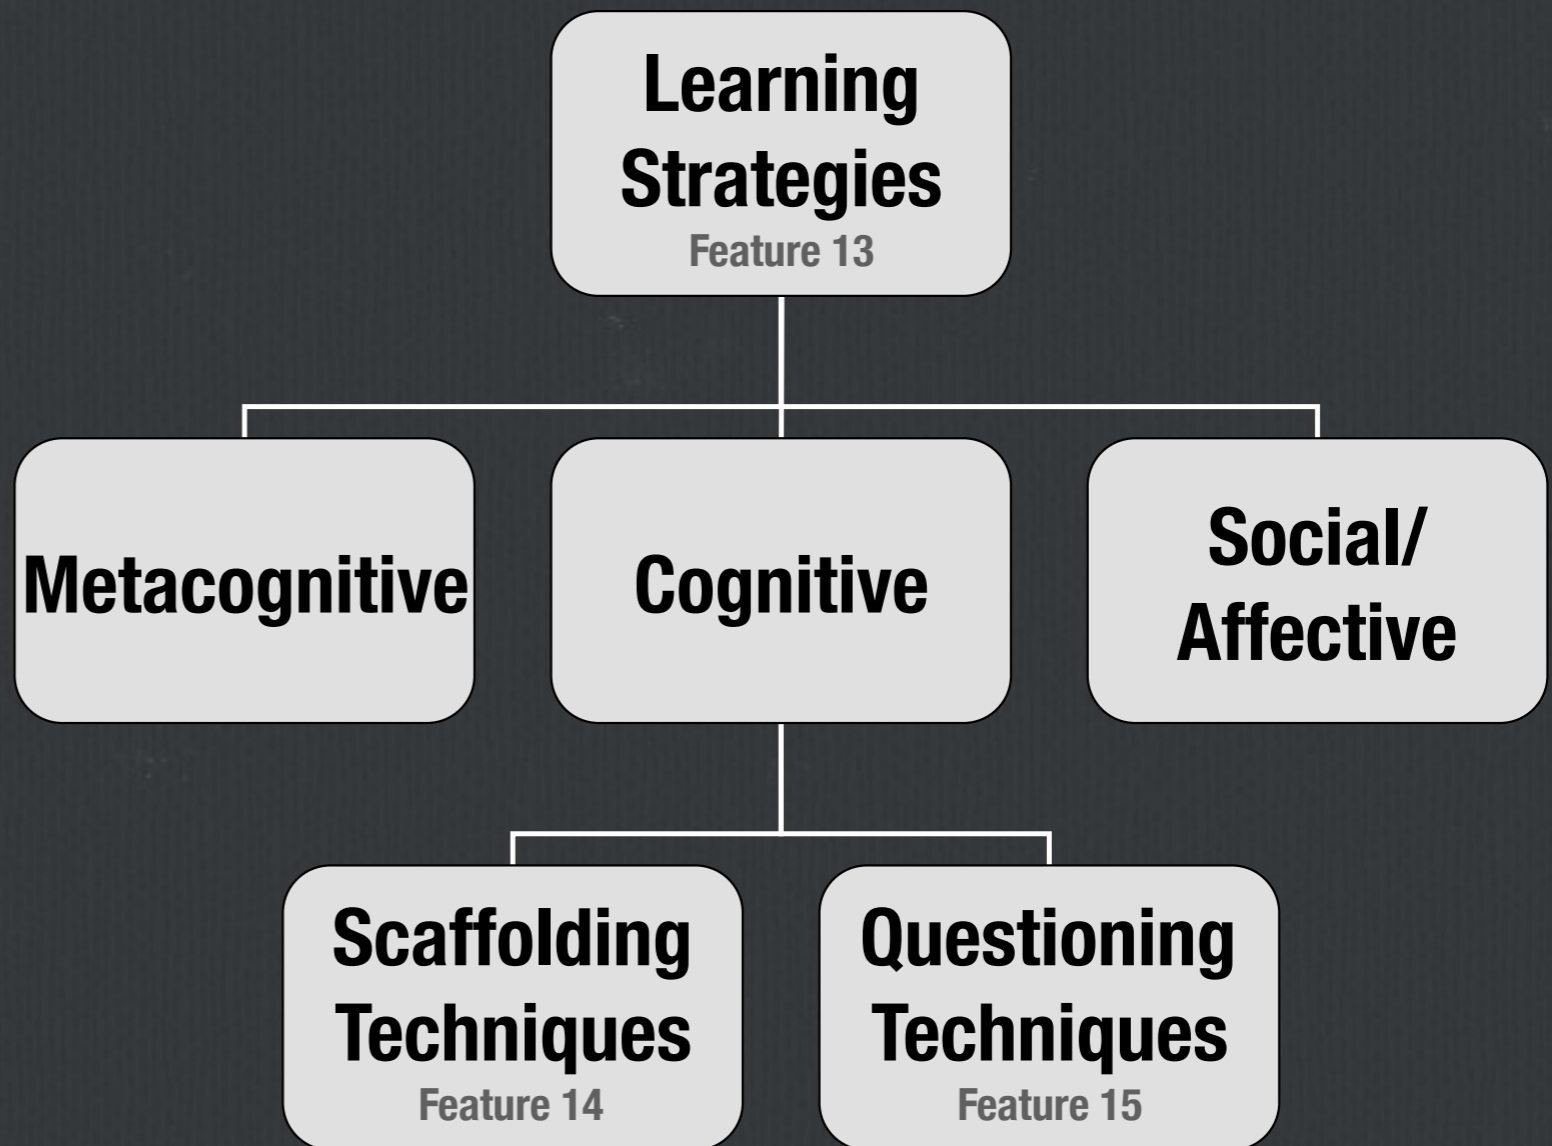 Learning
Strategies
Feature 13
Metacognitive
Cognitive
Social/
Affective
Scaffolding
Techniques
Feature 14
Questioning
Techniques
Feature 15